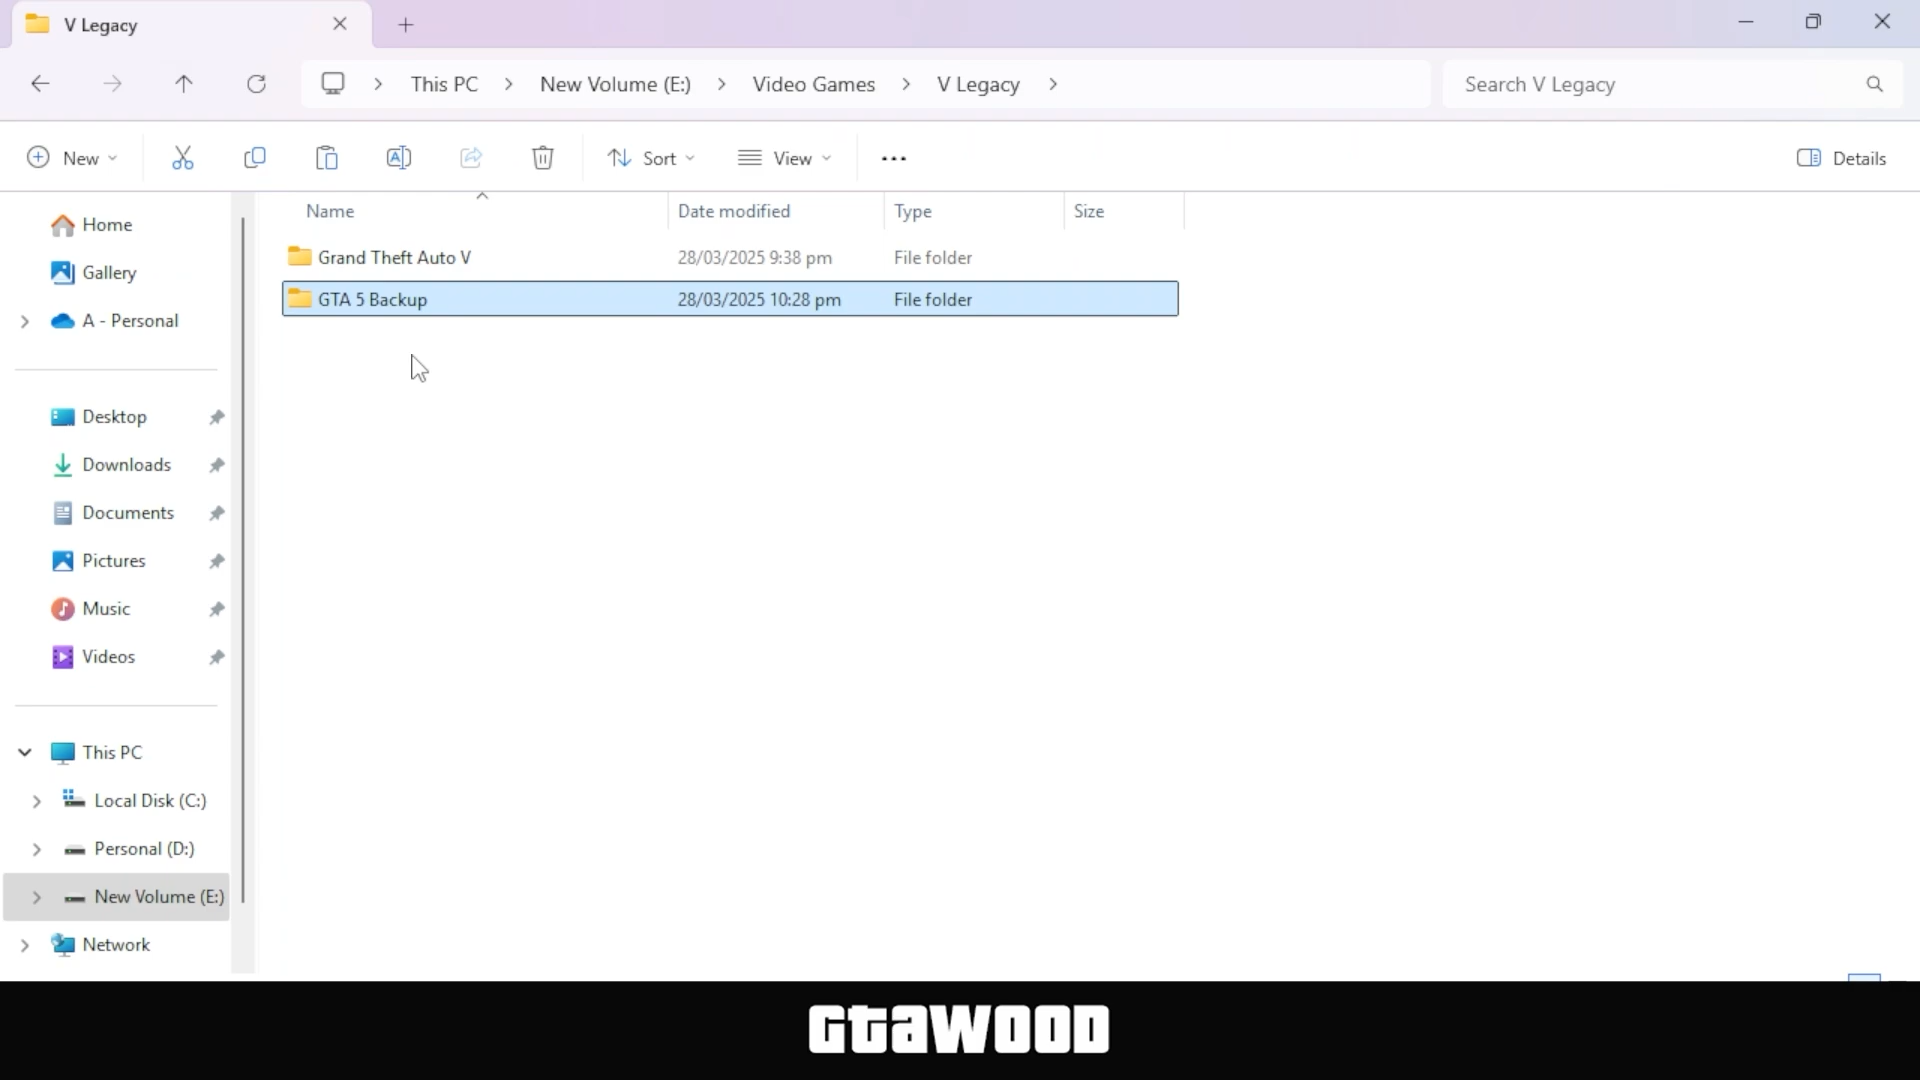 V Legacy
This PC
New Volume (E:)
Video Games
V Legacy
Search V Legacy
New
Sort
View
Details
Name
Date modified
Type
Size
Grand Theft Auto V
28/03/2025 9:38 pm
File folder
GTA 5 Backup
28/03/2025 10:28 pm
File folder
Home
Gallery
A - Personal
Desktop
Downloads
Documents
Pictures
Music
Videos
This PC
Local Disk (C:)
Personal (D:)
New Volume (E:)
Network
GtaWOOD